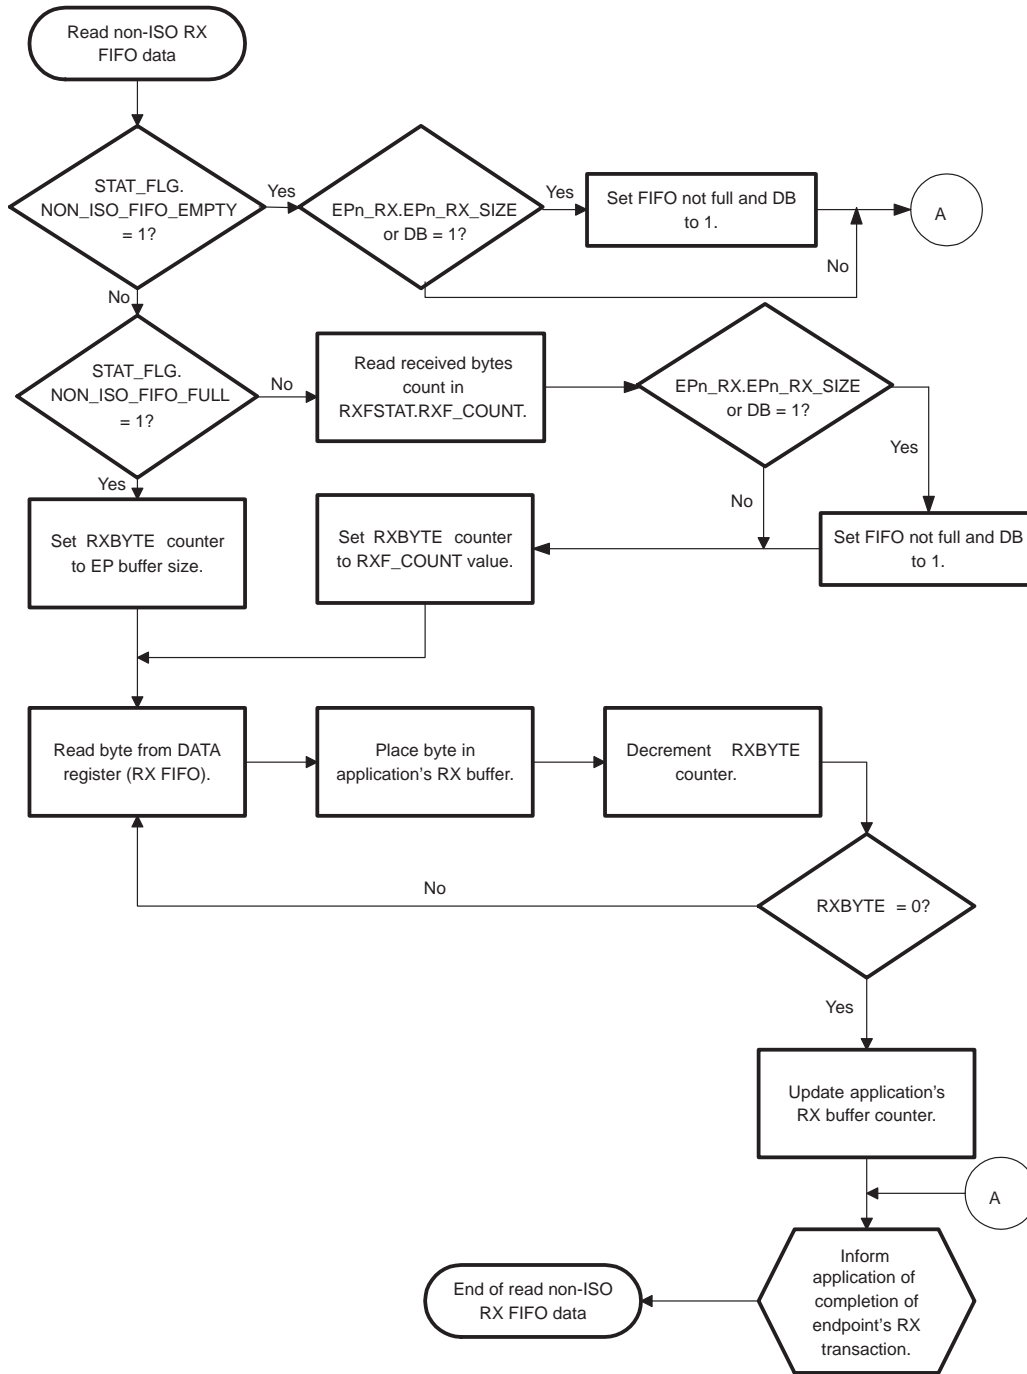 Read non-ISO RX
FIFO data
STAT_FLG.
NON_ISO_FIFO_EMPTY
= 1?
Yes
EPn_RX.EPn_RX_SIZE
or DB = 1?
Yes
Set FIFO not full and DB
to 1.
A
No
No
STAT_FLG.
NON_ISO_FIFO_FULL
= 1?
No
Read received bytes
count in
RXFSTAT.RXF_COUNT.
EPn_RX.EPn_RX_SIZE
or DB = 1?
Yes
No
Yes
Set RXBYTE counter
to EP buffer size.
Set RXBYTE counter
to RXF_COUNT value.
Set FIFO not full and DB
to 1.
Read byte from DATA
register (RX FIFO).
Place byte in
application's RX buffer.
Decrement RXBYTE
counter.
No
RXBYTE = 0?
Yes
Update application's
RX buffer counter.
A
Inform
application of
completion of
endpoint's RX
transaction.
End of read non-ISO
RX FIFO data